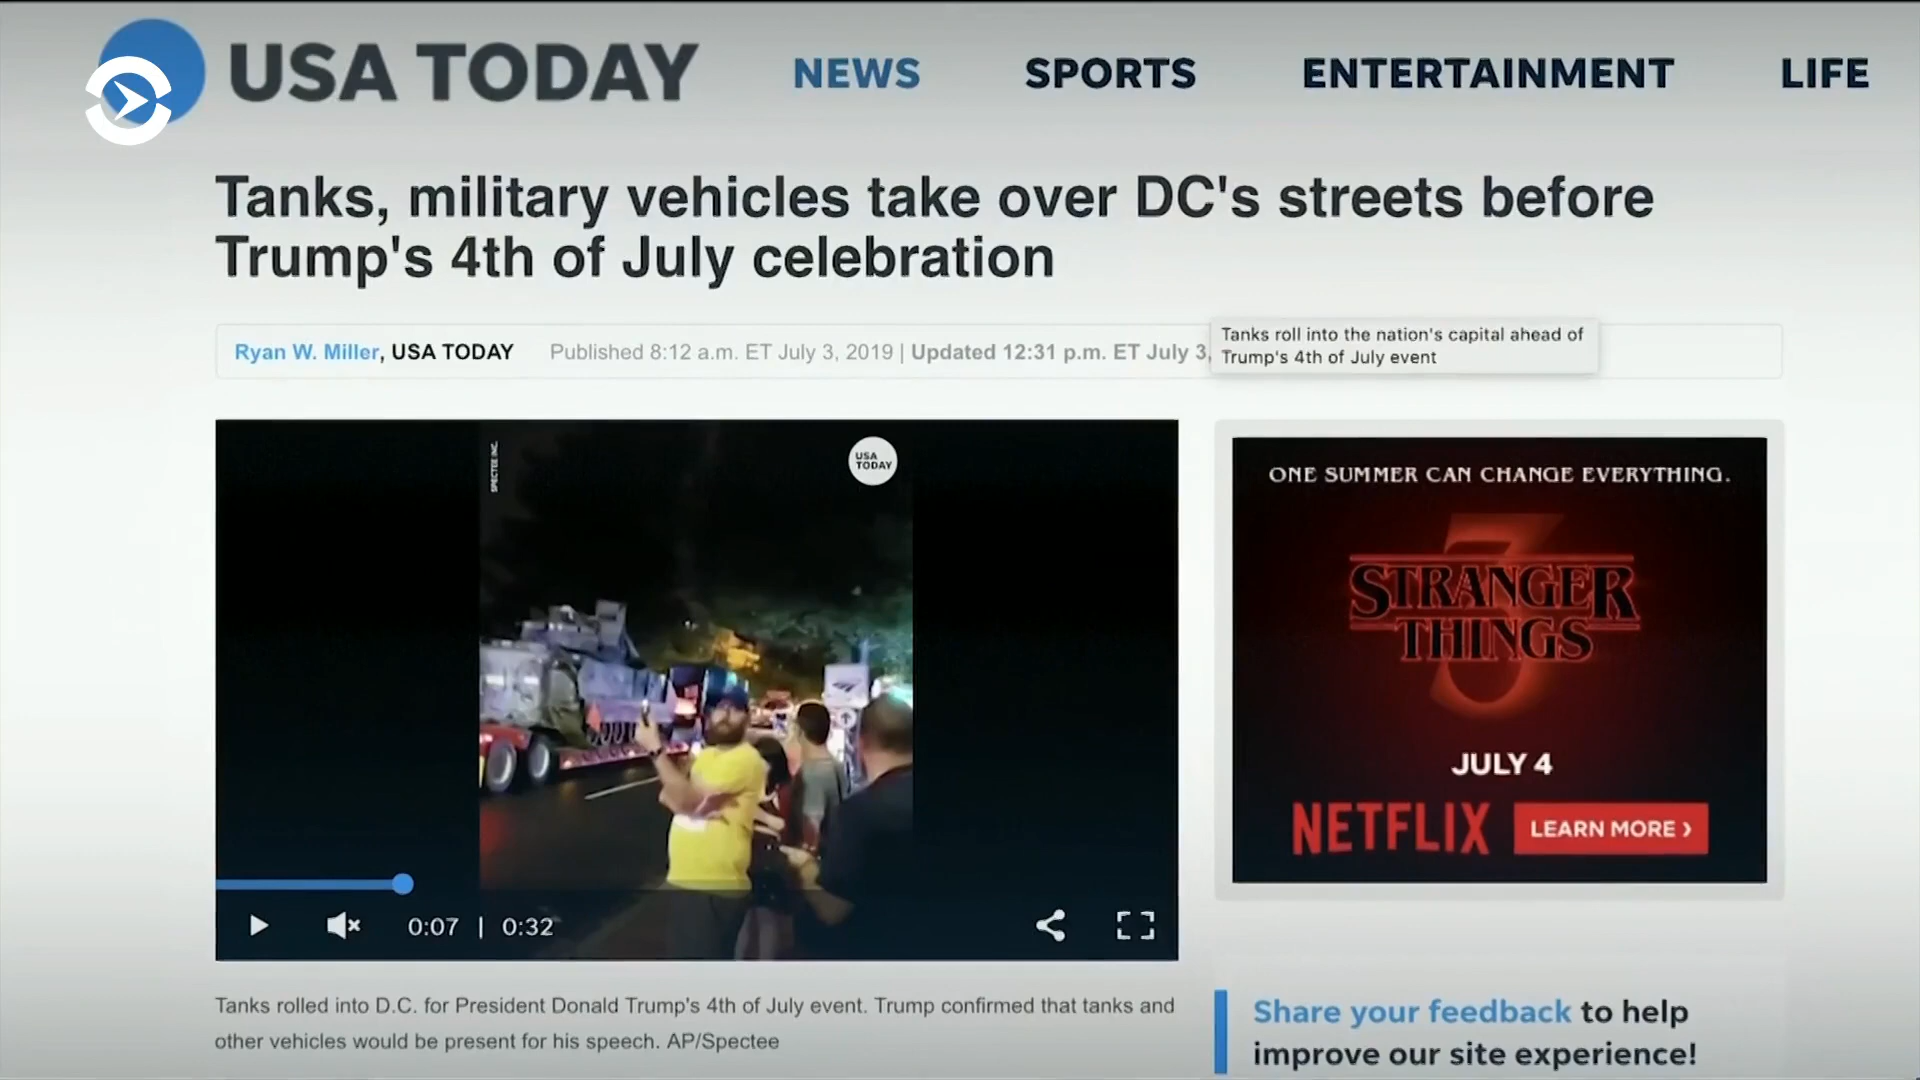 USA TODAY NEWS SPORTS ENTERTAINMENT LIFE
Tanks, military vehicles take over DC's streets before
Trump's 4th of July celebration
Ryan W. Miller, USA TODAY Published 8:12 a.m. ET July 3, 2019 | Updated 12:31 p.m. ET July 3,
Tanks roll into the nation's capital ahead of
Trump's 4th of July event
SPECTEE INC.
USA
TODAY
0:07 | 0:32
ONE SUMMER CAN CHANGE EVERYTHING.
3
STRANGER
THINGS
JULY 4
NETFLIX LEARN MORE ›
Tanks rolled into D.C. for President Donald Trump's 4th of July event. Trump confirmed that tanks and
other vehicles would be present for his speech. AP/Spectee
Share your feedback to help
improve our site experience!